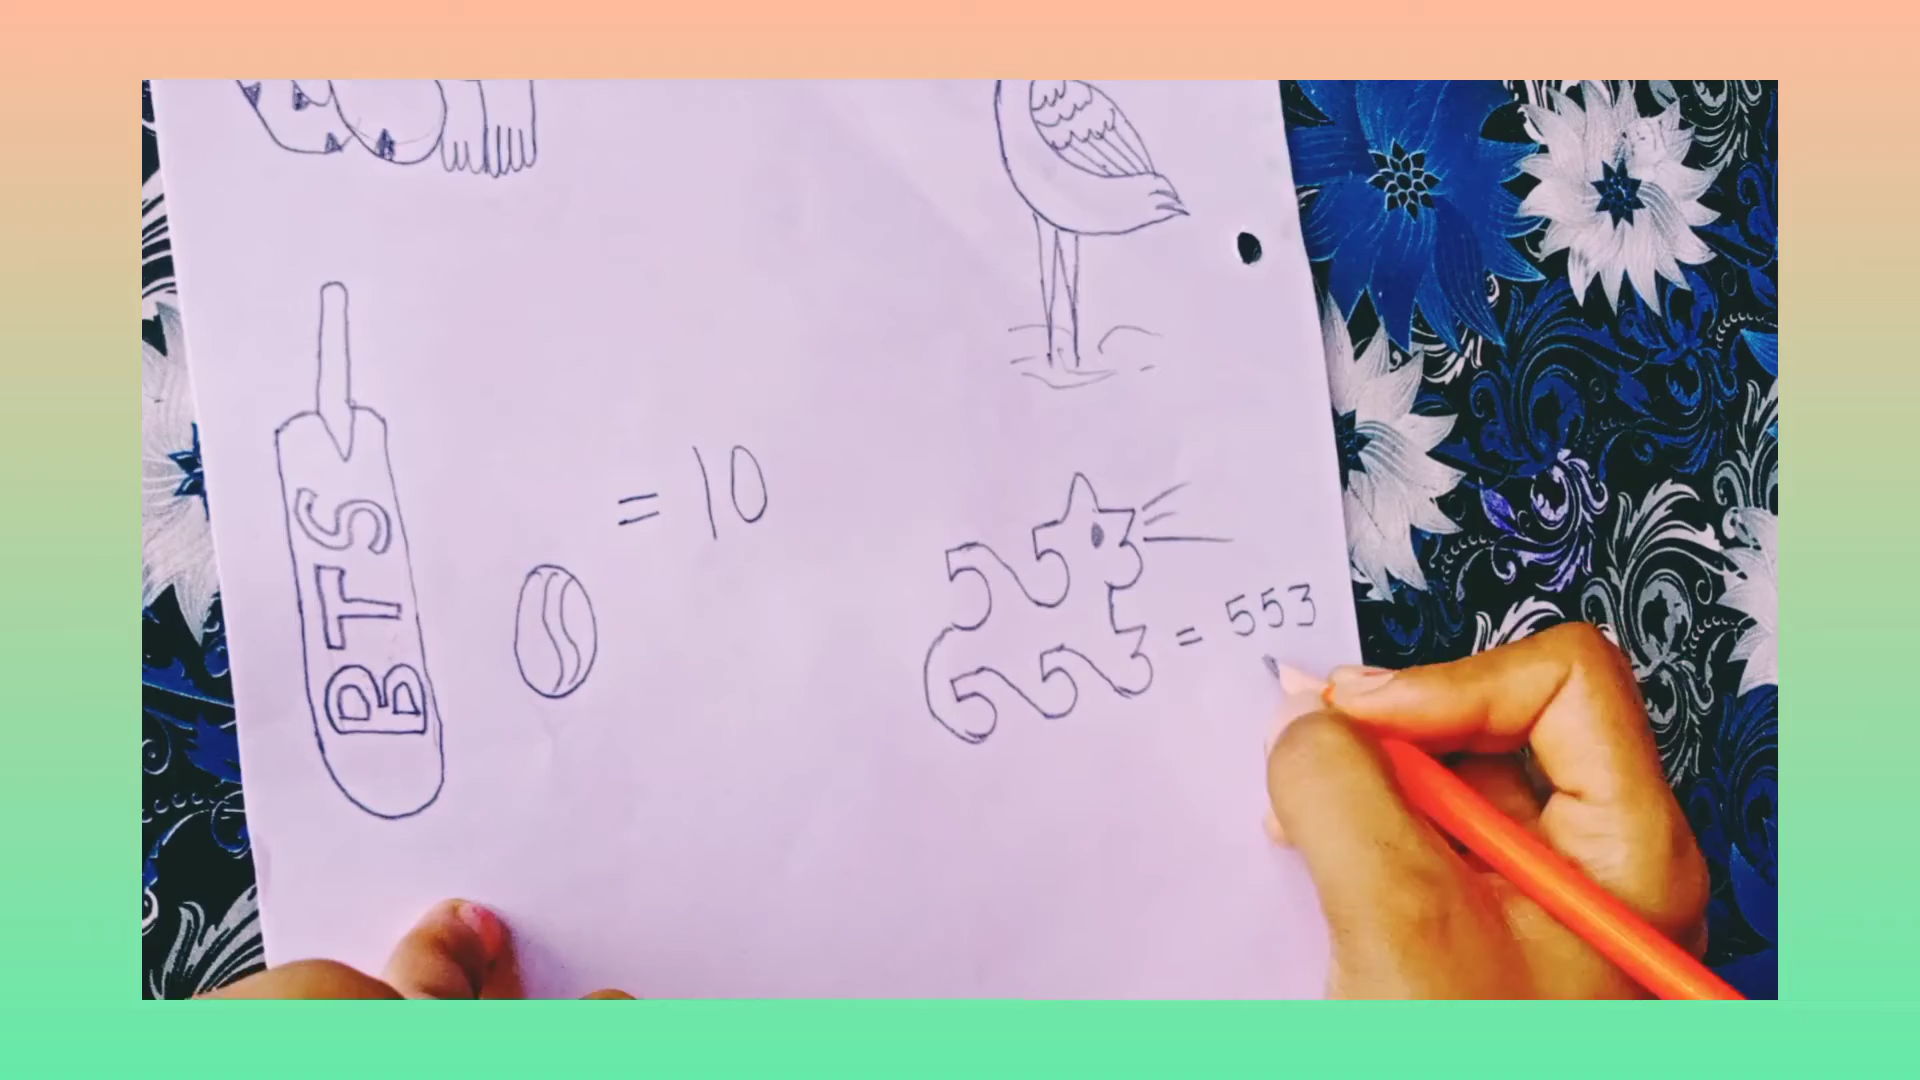 BTS
= 10
= 553